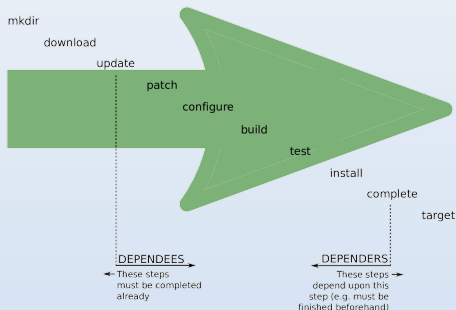 mkdir
download
update
patch
configure
build
test
install
complete
target
DEPENDEES
These steps
must be completed
already
DEPENDERS
These steps
depend upon this
step (e.g. must be
finished beforehand)